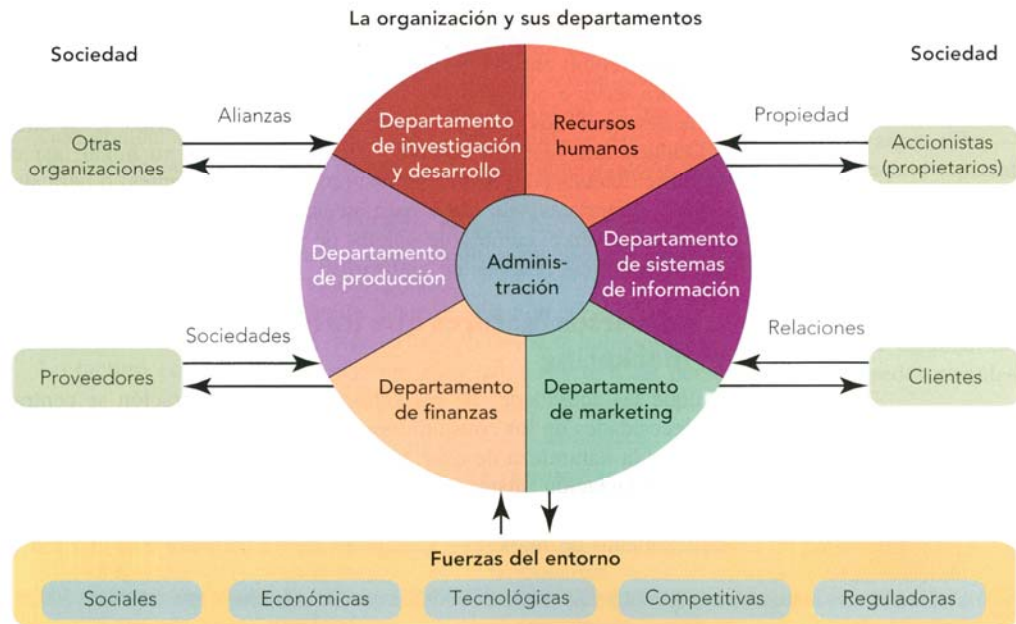 La organización y sus departamentos
Sociedad
Sociedad
Alianzas
Otras
organizaciones
Departamento
de investigación
y desarrollo
Recursos
humanos
Propiedad
Accionistas
(propietarios)
Departamento
de producción
Adminis-
tración
Departamento
de sistemas
de información
Sociedades
Proveedores
Departamento
de finanzas
Departamento
de marketing
Relaciones
Clientes
Fuerzas del entorno
Sociales
Económicas
Tecnológicas
Competitivas
Reguladoras